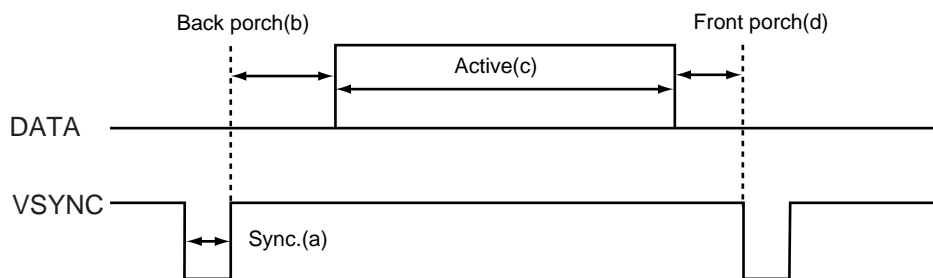 Back porch(b)
Front porch(d)
Active(c)
DATA
VSYNC
Sync.(a)